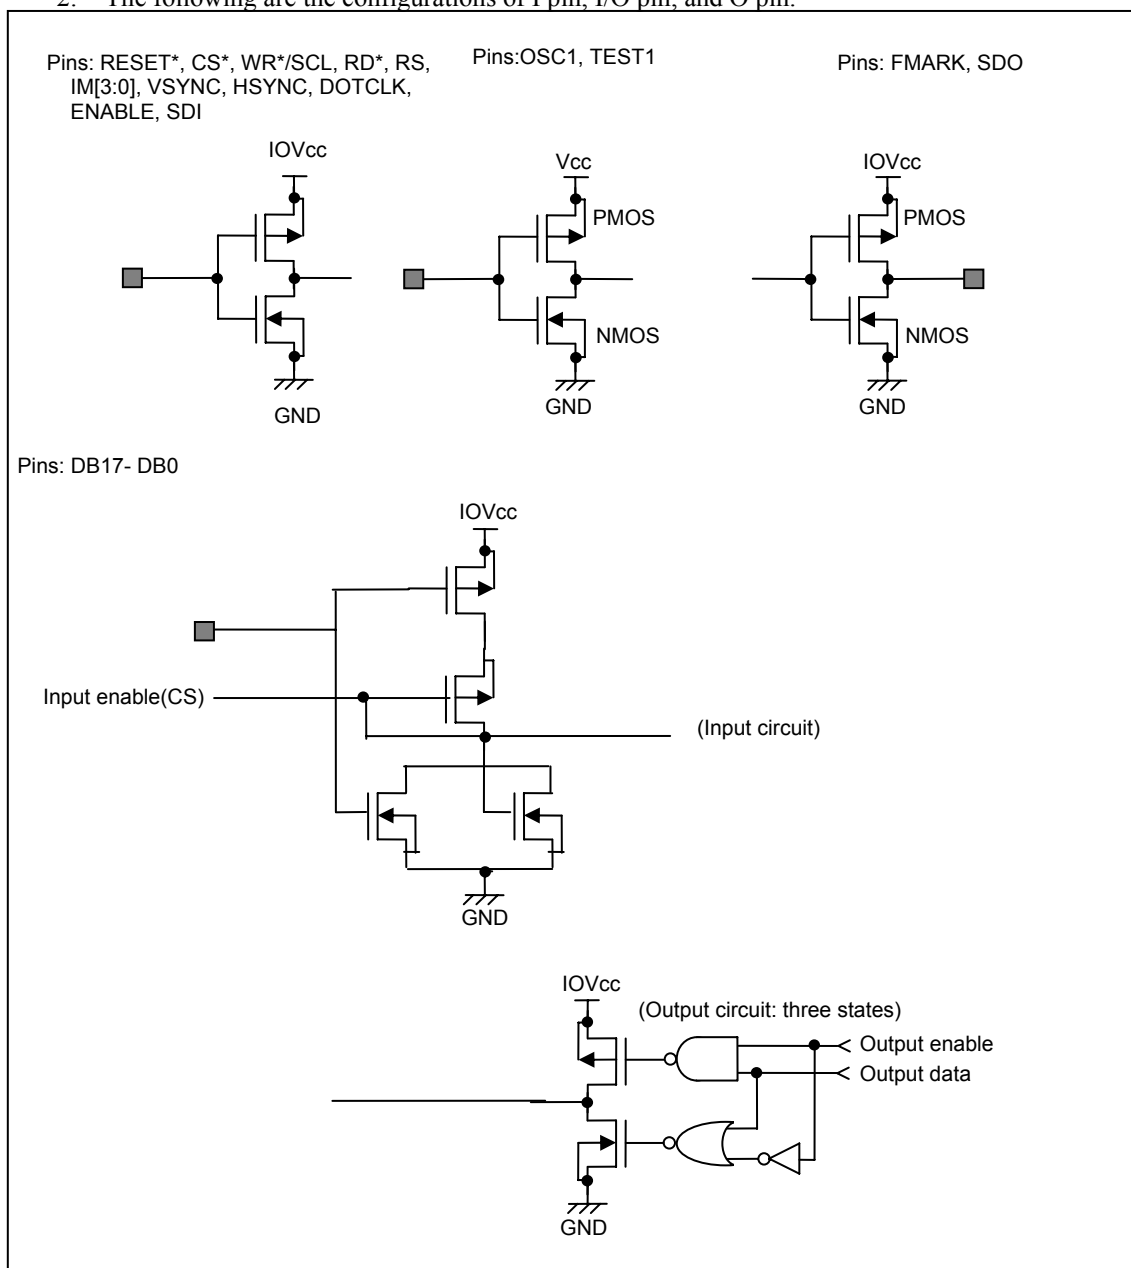 2. The following are the configurations of I pin, I/O pin, and O pin.
Pins: RESET*, CS*, WR*/SCL, RD*, RS,
IM[3:0], VSYNC, HSYNC, DOTCLK,
ENABLE, SDI
Pins:OSC1, TEST1
Pins: FMARK, SDO
IOVcc
Vcc
IOVcc
PMOS
PMOS
NMOS
NMOS
GND
GND
GND
Pins: DB17- DB0
IOVcc
Input enable(CS)
(Input circuit)
GND
IOVcc
(Output circuit: three states)
Output enable
Output data
GND